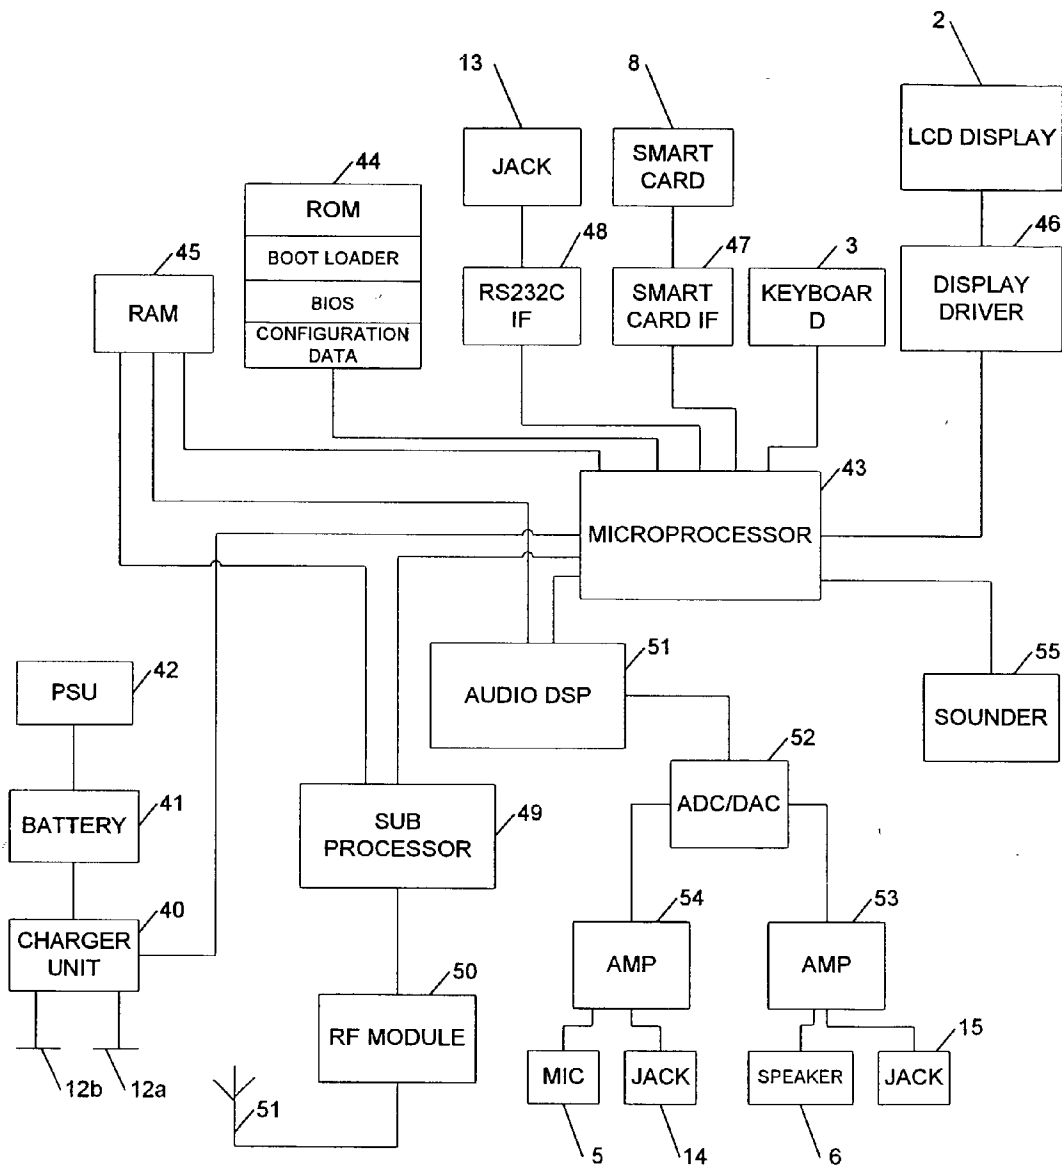 2
13
8
LCD DISPLAY
JACK
SMART
CARD
44
ROM
BOOT LOADER
BIOS
CONFIGURATION
DATA
45
RAM
48
RS232C
IF
47
SMART
CARD IF
3
KEYBOAR
D
46
DISPLAY
DRIVER
43
MICROPROCESSOR
51
AUDIO DSP
55
SOUNDER
42
PSU
52
ADC/DAC
41
BATTERY
49
SUB
PROCESSOR
40
CHARGER
UNIT
54
AMP
53
AMP
50
RF MODULE
12b
12a
51
MIC
JACK
SPEAKER
15
JACK
5
14
6